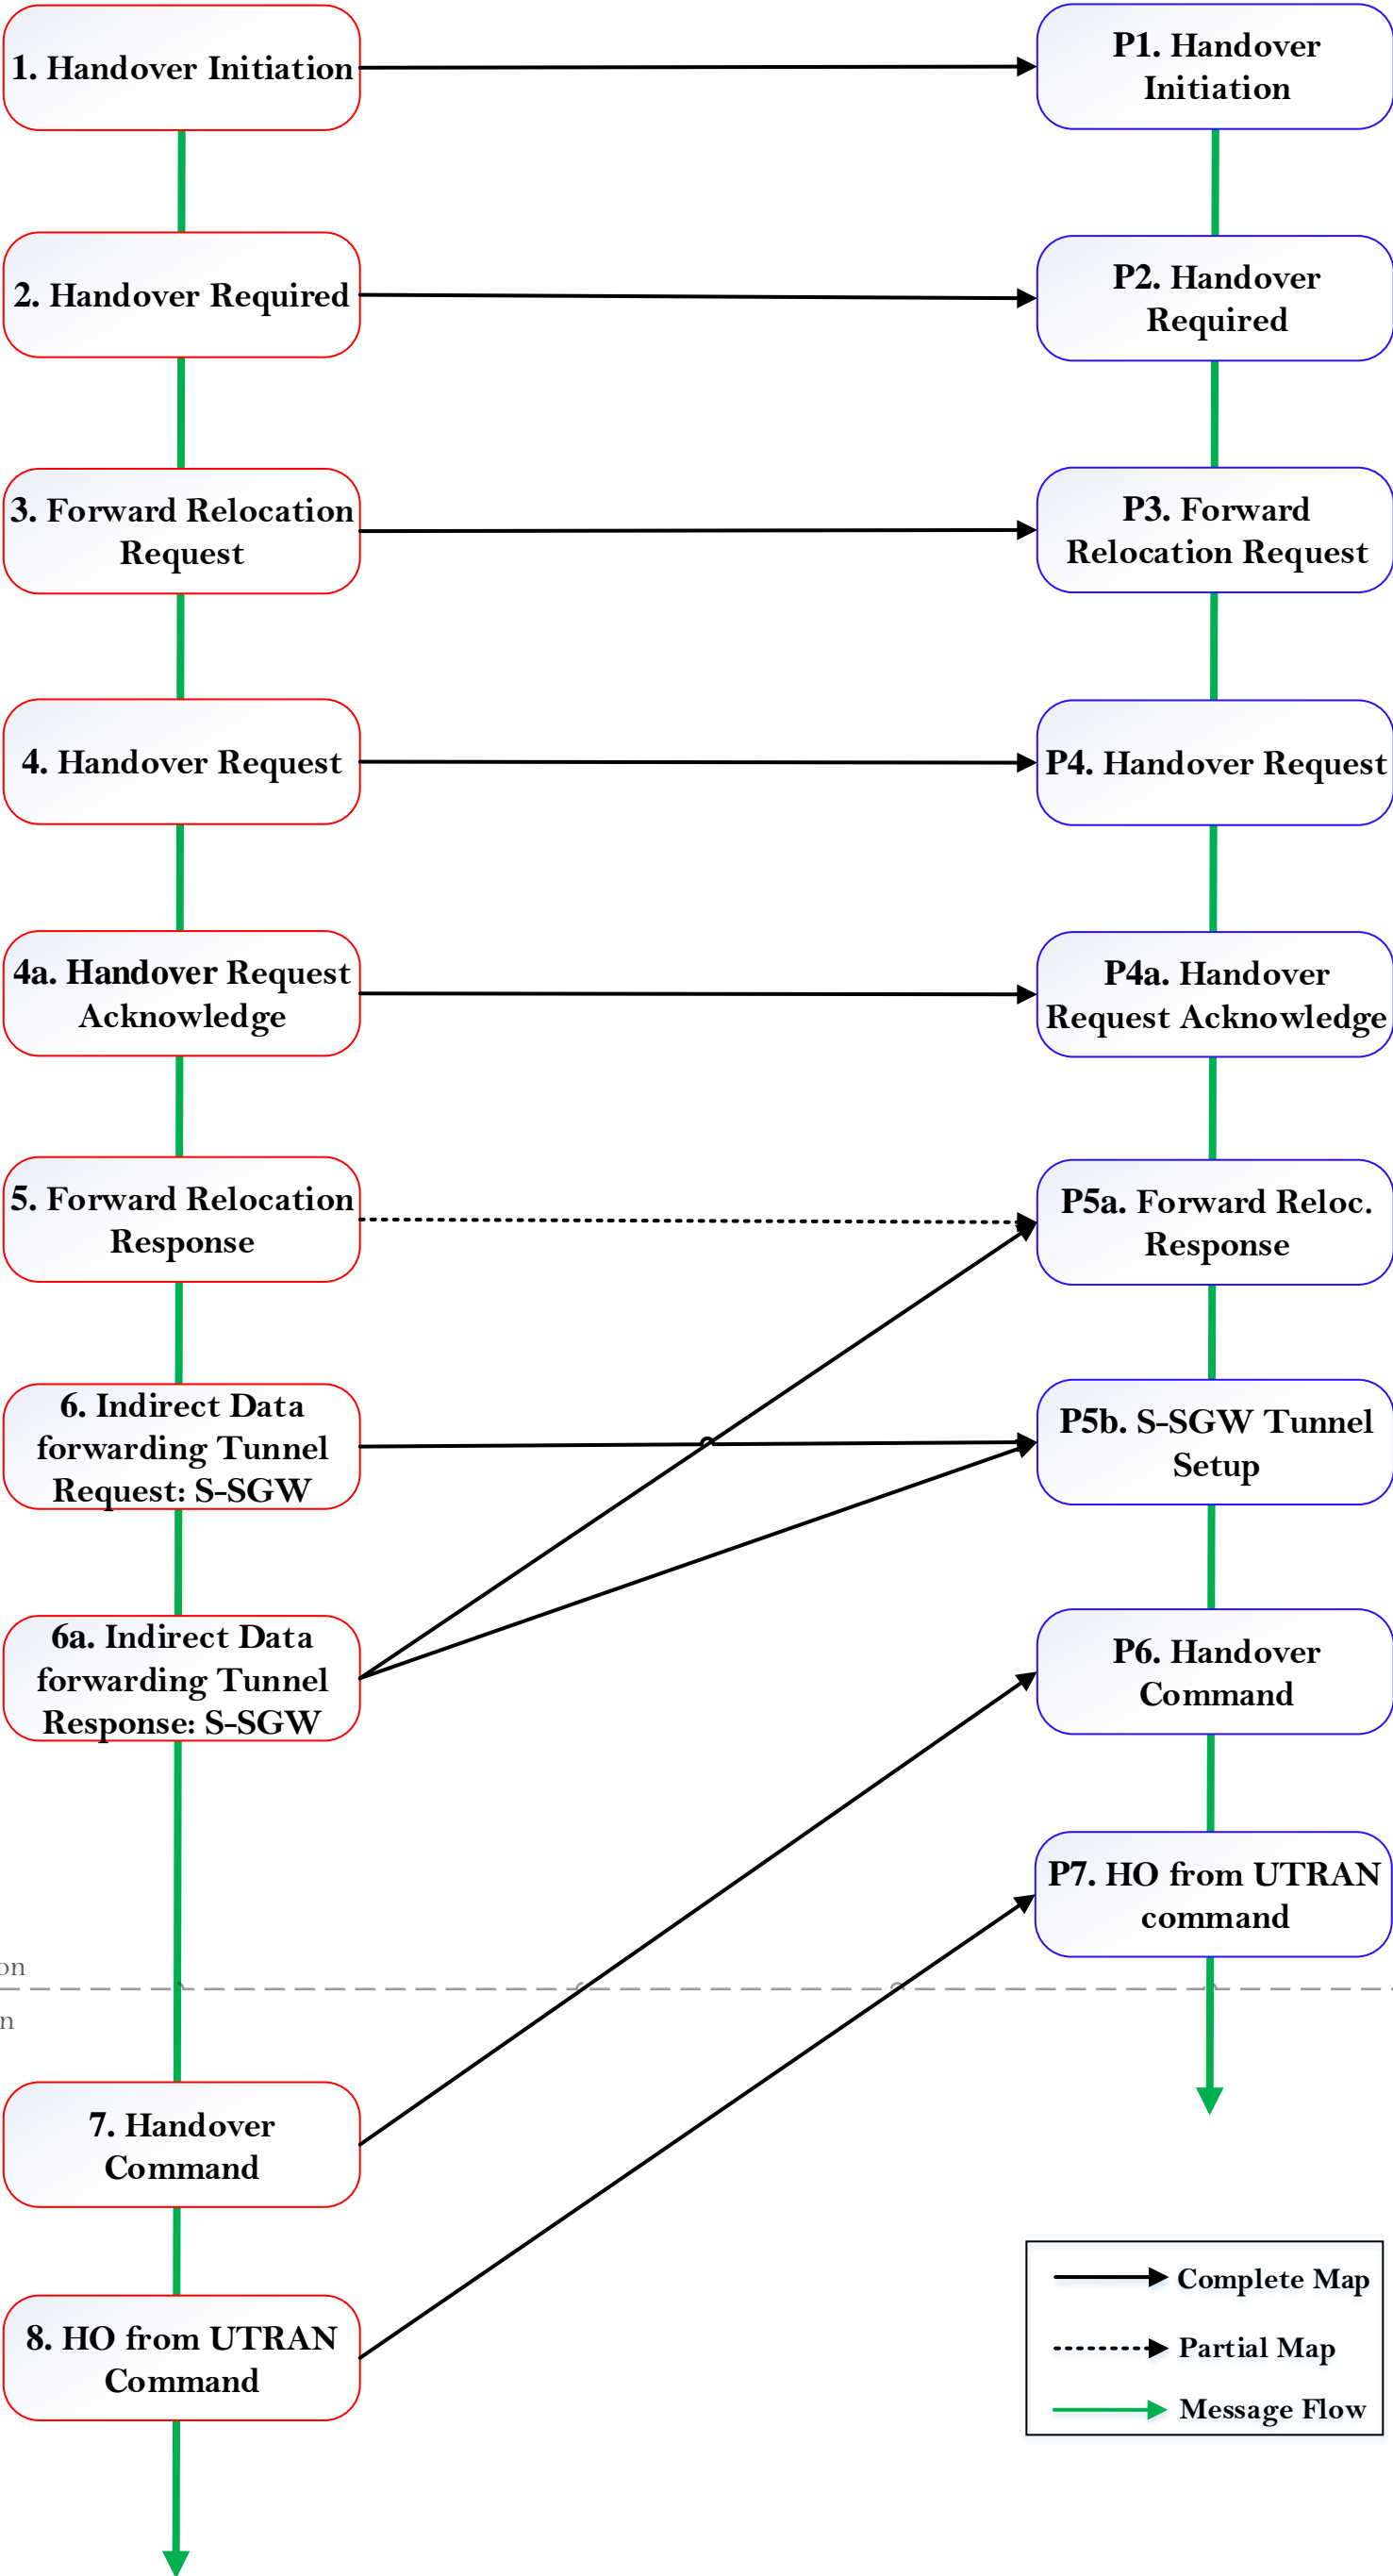 1. Handover Initiation
P1. Handover
Initiation
2. Handover Required
P2. Handover
Required
3. Forward Relocation
Request
P3. Forward
Relocation Request
4. Handover Request
P4. Handover Request
4a. Handover Request
Acknowledge
P4a. Handover
Request Acknowledge
5. Forward Relocation
Response
P5a. Forward Reloc.
Response
6. Indirect Data
forwarding Tunnel
Request: S-SGW
P5b. S-SGW Tunnel
Setup
6a. Indirect Data
forwarding Tunnel
Response: S-SGW
P6. Handover
Command
P7. HO from UTRAN
command
on
n
7. Handover
Command
8. HO from UTRAN
Command
Complete Map
Partial Map
Message Flow